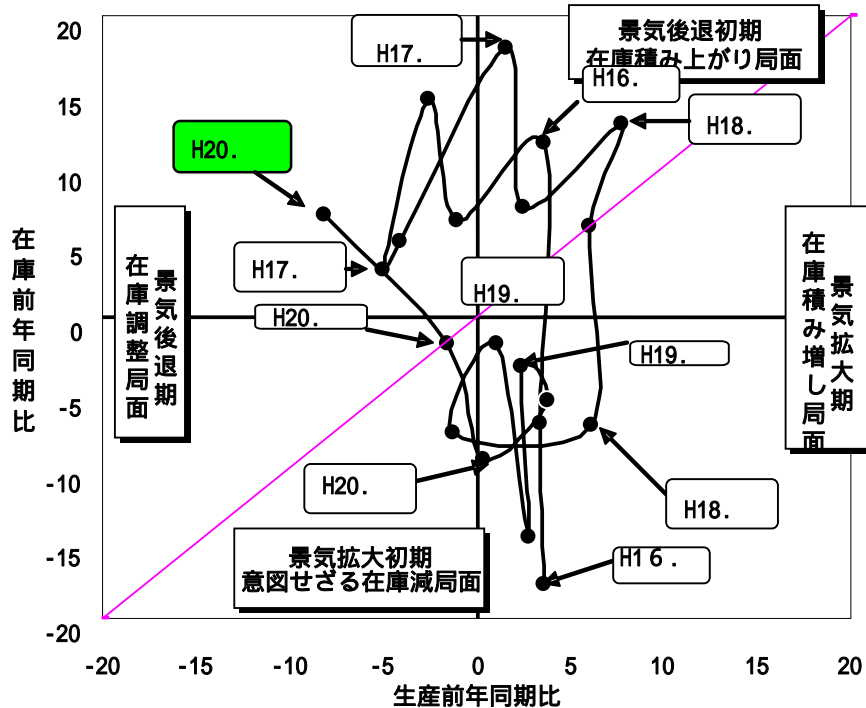 20
15
10
5
0
-5
-10
-15
-20
在庫前年同期比
-20
-15
-10
-5
0
5
10
15
20
生産前年同期比
景気後退初期
在庫積み上がり局面
景気後退期
在庫調整局面
景気拡大期
在庫積み増し局面
景気拡大初期
意図せざる在庫減局面
H17.
H16.
H18.
H20.
H17.
H19.
H20.
H19.
H20.
H18.
H1６.